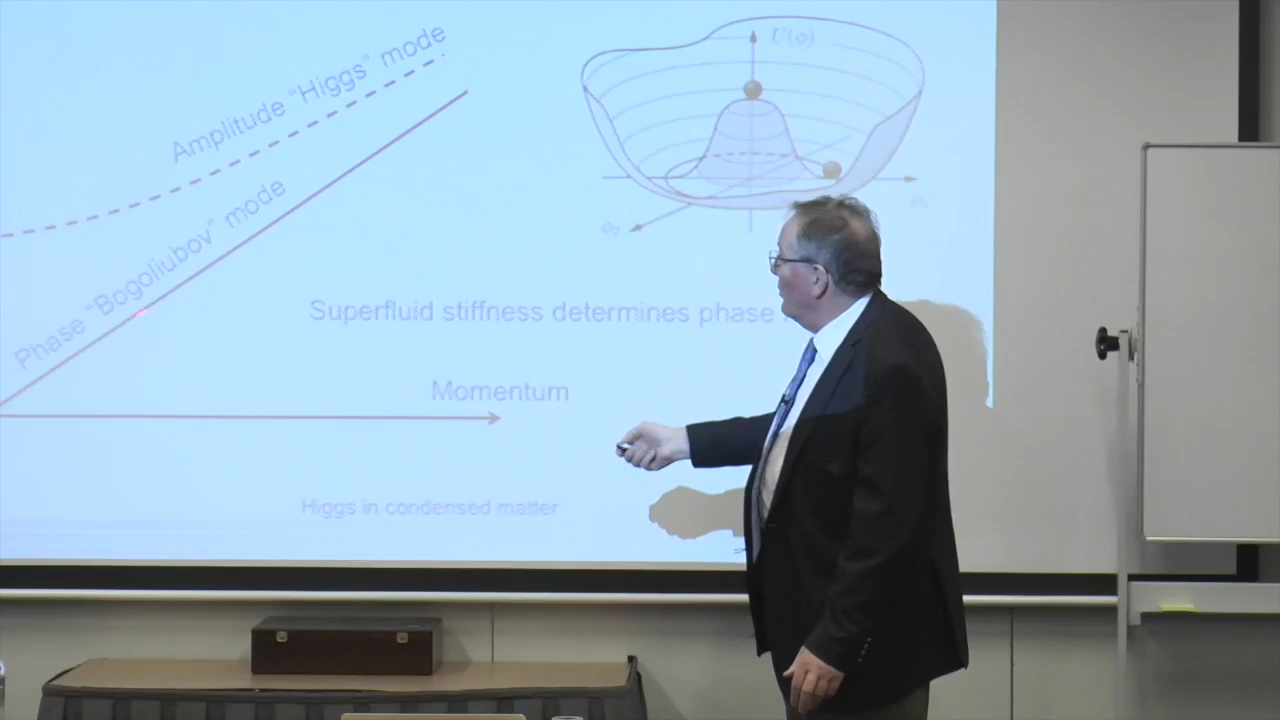 Amplitude "Higgs" mode
U(ø)
Phase "Bogoliubov" mode
Superfluid stiffness determines phase
Momentum
Higgs in condensed matter